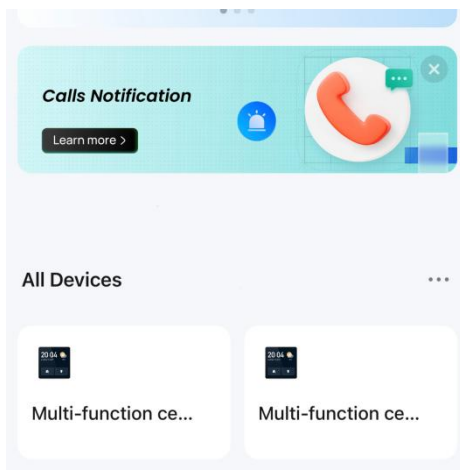 Calls Notification
Learn more >
All Devices
20:04
20:04
Multi-function ce...
Multi-function ce...